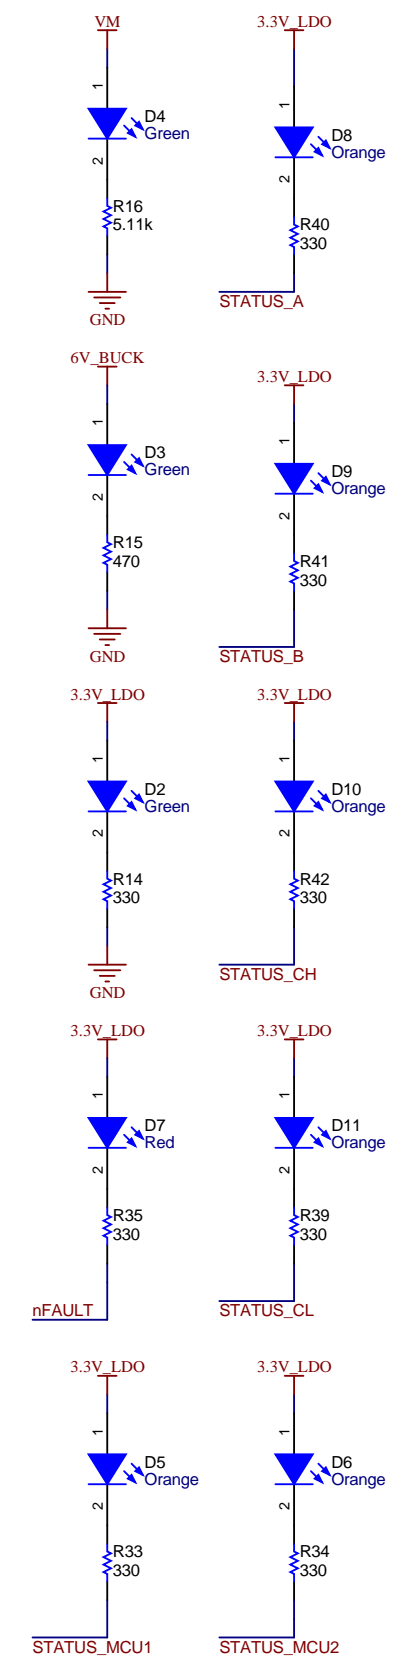 VM
1
D4
Green
2
R16
5.11k
GND
3.3V_LDO
1
D8
Orange
2
R40
330
STATUS_A
6V_BUCK
1
D3
Green
2
R15
470
GND
3.3V_LDO
1
D9
Orange
2
R41
330
STATUS_B
3.3V_LDO
1
D2
Green
2
R14
330
GND
3.3V_LDO
1
D10
Orange
2
R42
330
STATUS_CH
3.3V_LDO
1
D7
Red
2
R35
330
nFAULT
3.3V_LDO
1
D11
Orange
2
R39
330
STATUS_CL
3.3V_LDO
1
D5
Orange
2
R33
330
STATUS_MCU1
3.3V_LDO
1
D6
Orange
2
R34
330
STATUS_MCU2